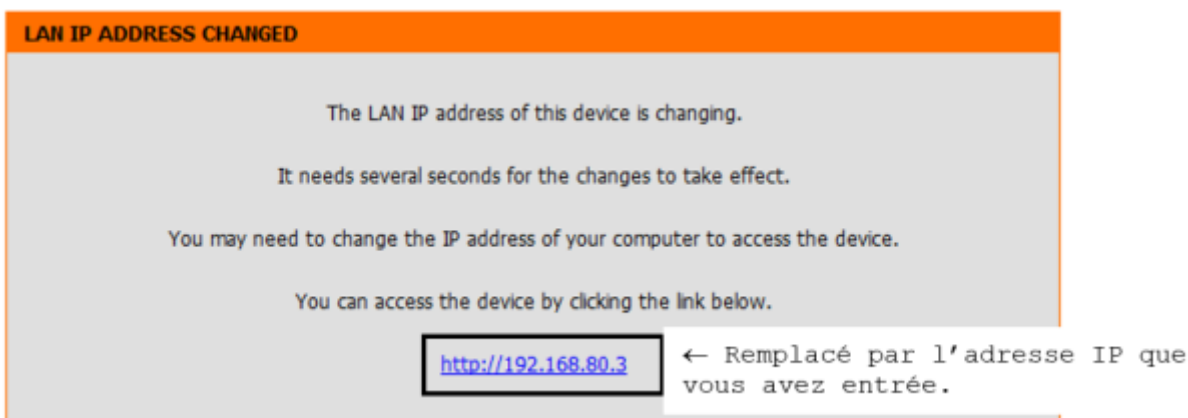 LAN IP ADDRESS CHANGED
The LAN IP address of this device is changing.
It needs several seconds for the changes to take effect.
You may need to change the IP address of your computer to access the device.
You can access the device by clicking the link below.
http://192.168.80.3
← Remplacé par l'adresse IP que
vous avez entrée.